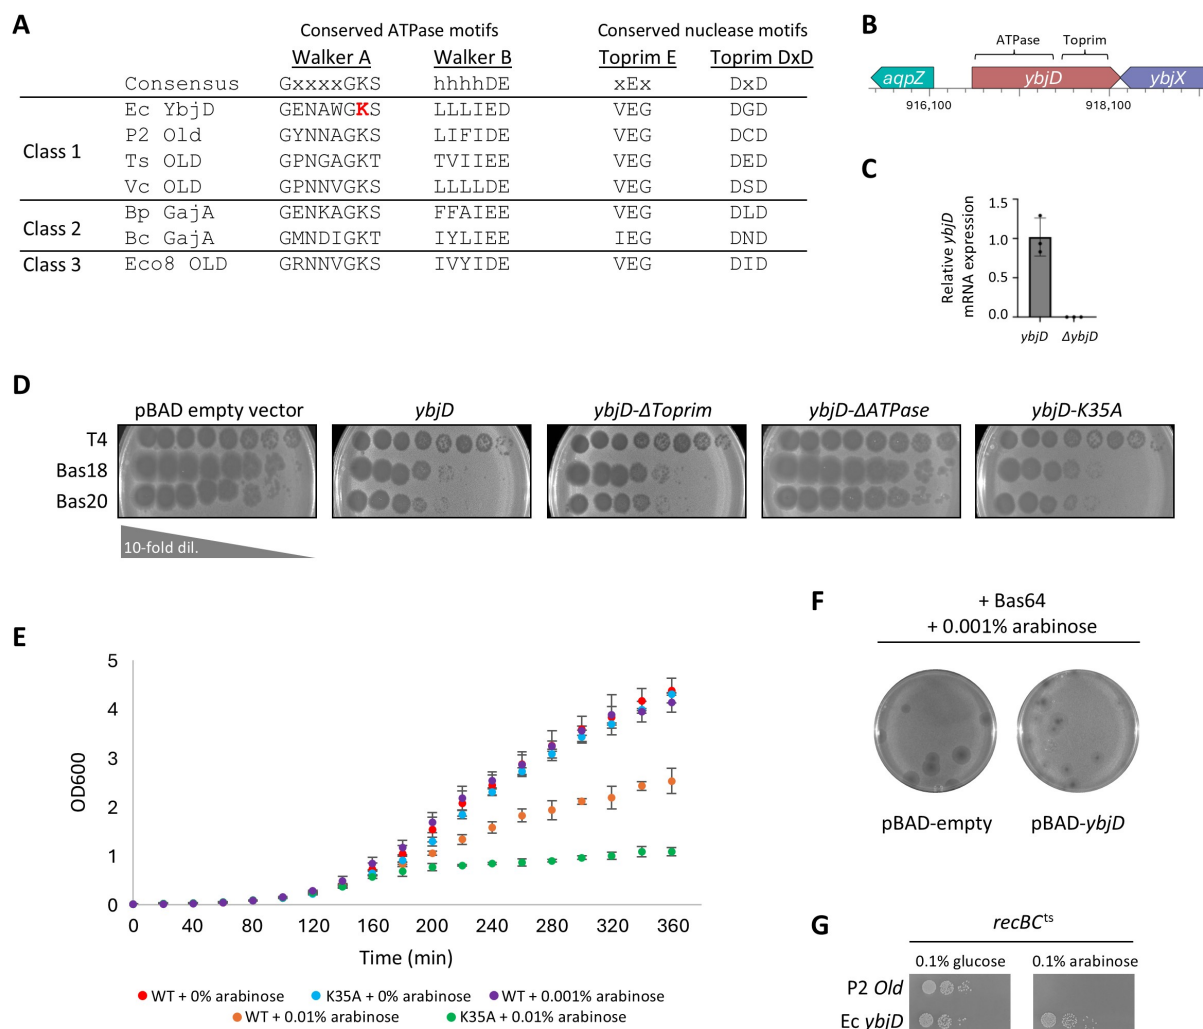 A
Conserved ATPase motifs Conserved nuclease motifs
Walker A Walker B Toprim E Toprim DxD
Consensus GxxxxGKS hhhhDE xEx DxD
Class 1
Ec YbjD GENAWGKS LLLIED VEG DGD
P2 Old GYNNAGKS LIFIDE VEG DCD
Ts OLD GPNGAGKT TVIIEE VEG DED
Vc OLD GPNNVGKS LLLLDE VEG DSD
Class 2
Bp GajA GENKAGKS FFAIEE VEG DLD
Bc GajA GMNDIGKT IYLIEE IEG DND
Class 3 Eco8 OLD GRNNVGKS IVYIDE VEG DID
B
ATPase Toprim
aqpZ ybjD ybjX
916,100 918,100
C
Relative ybjD
mRNA expression
1.5
1.0
0.5
0.0
ybjD ΔybjD
D
pBAD empty vector ybjD ybjD-ΔToprim ybjD-ΔATPase ybjD-K35A
T4
Bas18
Bas20
10-fold dil.
E
OD600
5
4
3
2
1
0
0 40 80 120 160 200 240 280 320 360
Time (min)
WT + 0% arabinose K35A + 0% arabinose WT + 0.001% arabinose
WT + 0.01% arabinose K35A + 0.01% arabinose
F
+ Bas64
+ 0.001% arabinose
pBAD-empty pBAD-ybjD
G
recBCts
0.1% glucose 0.1% arabinose
P2 Old
Ec ybjD